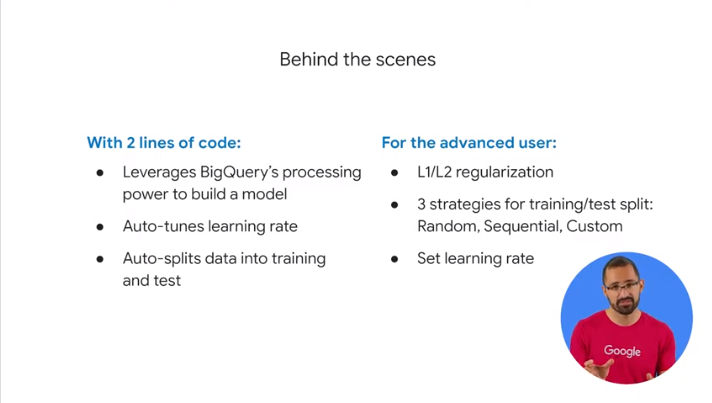 Behind the scenes
With 2 lines of code:
● Leverages BigQuery's processing
power to build a model
● Auto-tunes learning rate
● Auto-splits data into training
and test
For the advanced user:
● L1/L2 regularization
● 3 strategies for training/test split:
Random, Sequential, Custom
● Set learning rate
Google